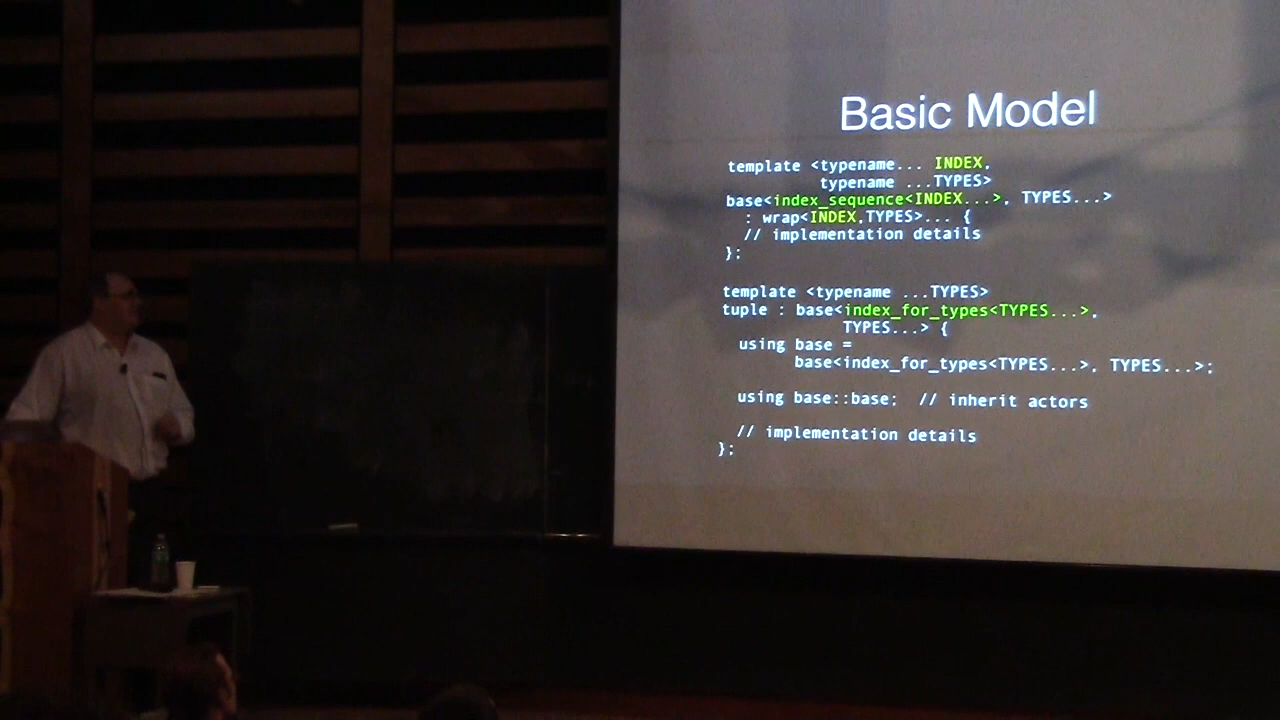 Basic Model
template <typename... INDEX,
typename ...TYPES>
base<index_sequence<INDEX...>, TYPES...>
: wrap<INDEX,TYPES>... {
// implementation details
};
template <typename ...TYPES>
tuple : base<index_for_types<TYPES...>,
TYPES...> {
using base =
base<index_for_types<TYPES...>, TYPES...>;
using base::base; // inherit actors
// implementation details
};